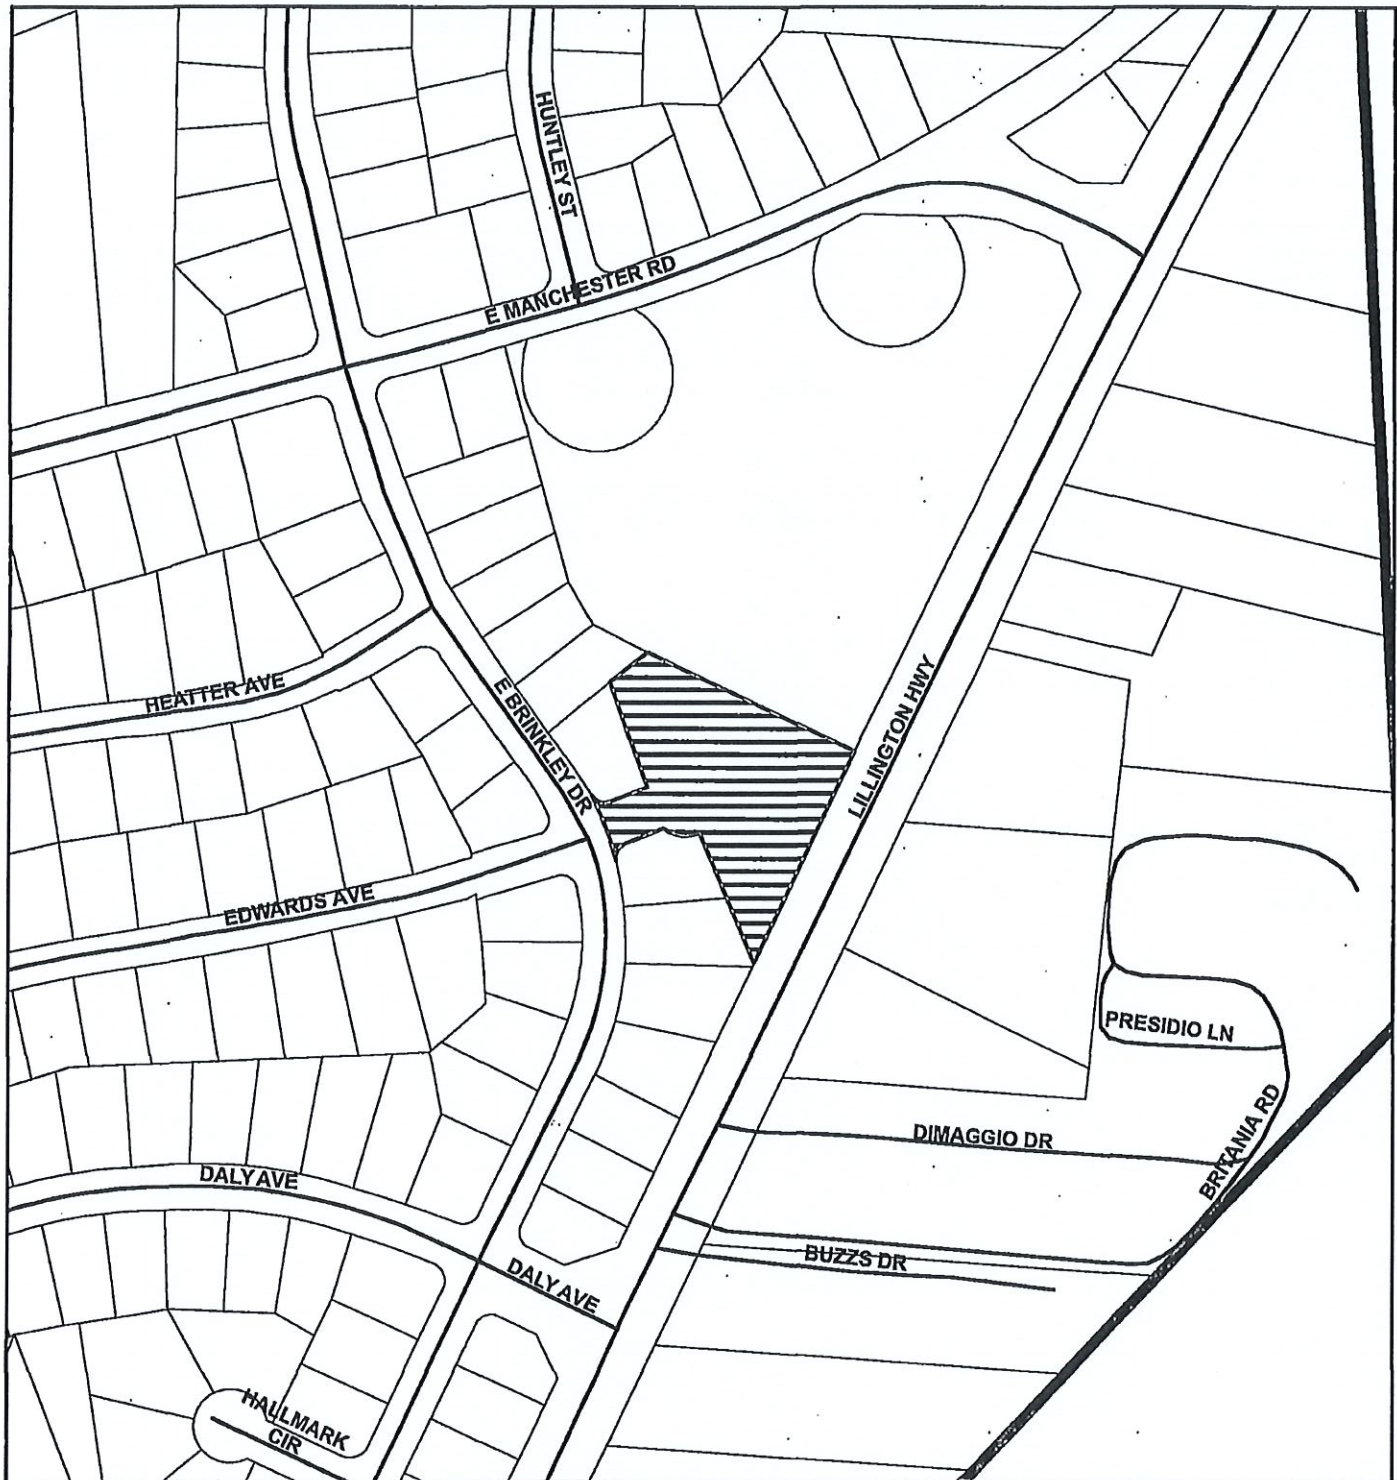 HUNTLEY ST
E MANCHESTER RD
HEATTER AVE
E BRINKLEY DR
LILLINGTON HWY
EDWARDS AVE
PRESIDIO LN
DIMAGGIO DR
BRITANIA RD
DALY AVE
BUZZS DR
DALY AVE
HALLMARK
CIR